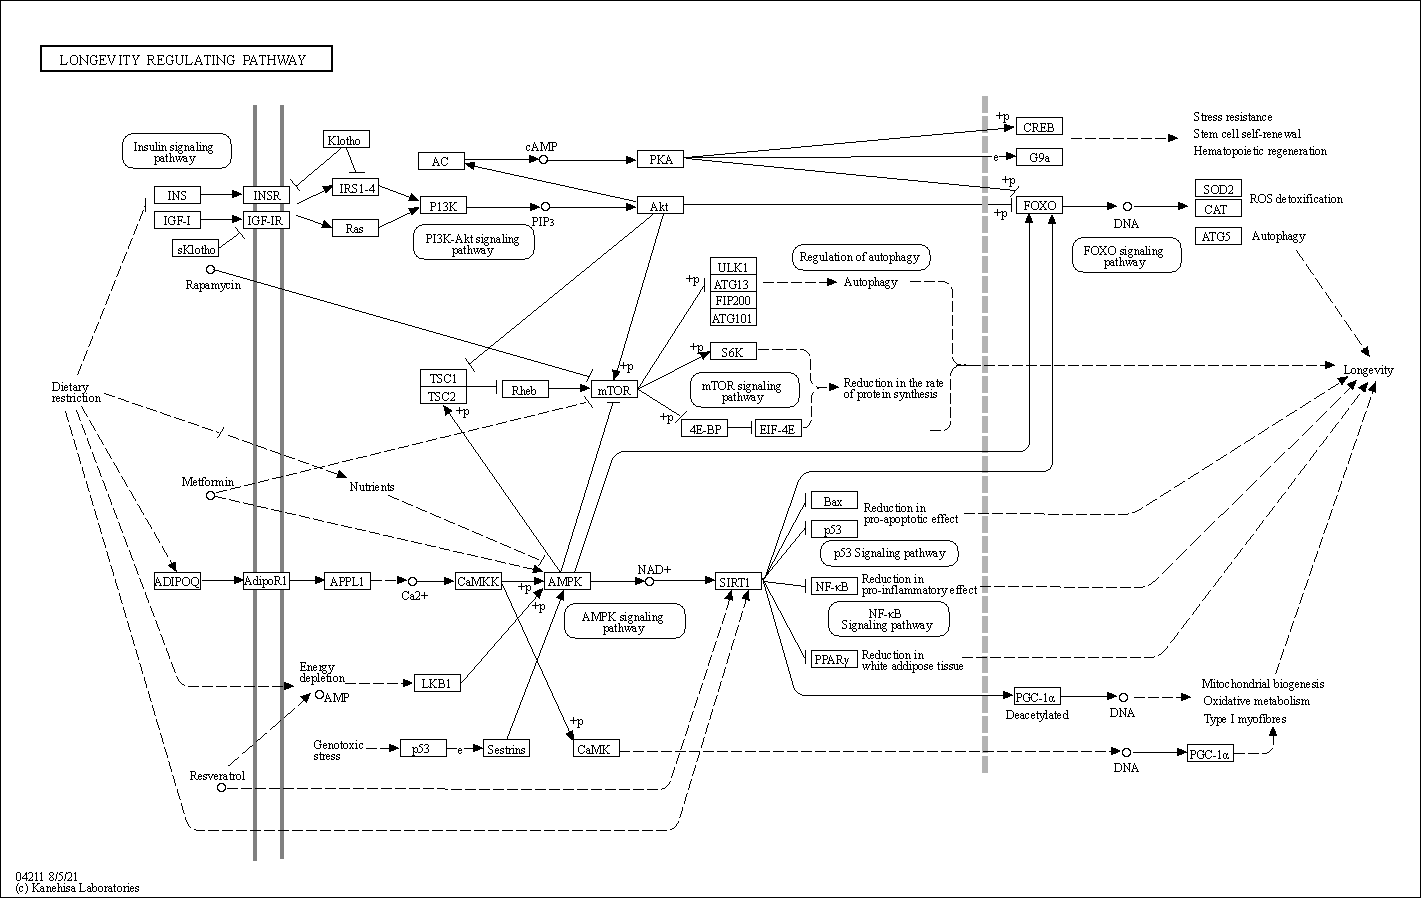 LONGEVITY REGULATING PATHWAY
Insulin signaling
pathway
Klotho
INS
INSR
IRS1-4
IGF-I
IGF-IR
Ras
sKlotho
Rapamycin
AC
cAMP
PKA
P13K
PIP3
Akt
PI3K-Akt signaling
pathway
+p
CREB
G9a
e
+p
+p
FOXO
DNA
FOXO signaling
pathway
Stress resistance
Stem cell self-renewal
Hematopoietic regeneration
SOD2
CAT
ROS detoxification
ATG5
Autophagy
ULK1
ATG13
FIP200
ATG101
+p
Regulation of autophagy
Autophagy
TSC1
TSC2
+p
Rheb
mTOR
+p
+p
S6K
mTOR signaling
pathway
+p
4E-BP
EIF-4E
Reduction in the rate
of protein synthesis
Longevity
Dietary
restriction
Metformin
Nutrients
ADIPOQ
AdipoR1
APPL1
Ca2+
CaMKK
+p
+p
AMPK
NAD+
SIRT1
AMPK signaling
pathway
Bax
p53
Reduction in
pro-apoptotic effect
p53 Signaling pathway
NF-κB
Reduction in
pro-inflammatory effect
NF-κB
Signaling pathway
PPARγ
Reduction in
white addipose tissue
Energy
depletion
AMP
LKB1
Genotoxic
stress
p53
e
Sestrins
+p
CaMK
Resveratrol
PGC-1α
Deacetylated
DNA
Mitochondrial biogenesis
Oxidative metabolism
Type I myofibres
DNA
PGC-1α
04211 8/5/21
(c) Kanehisa Laboratories